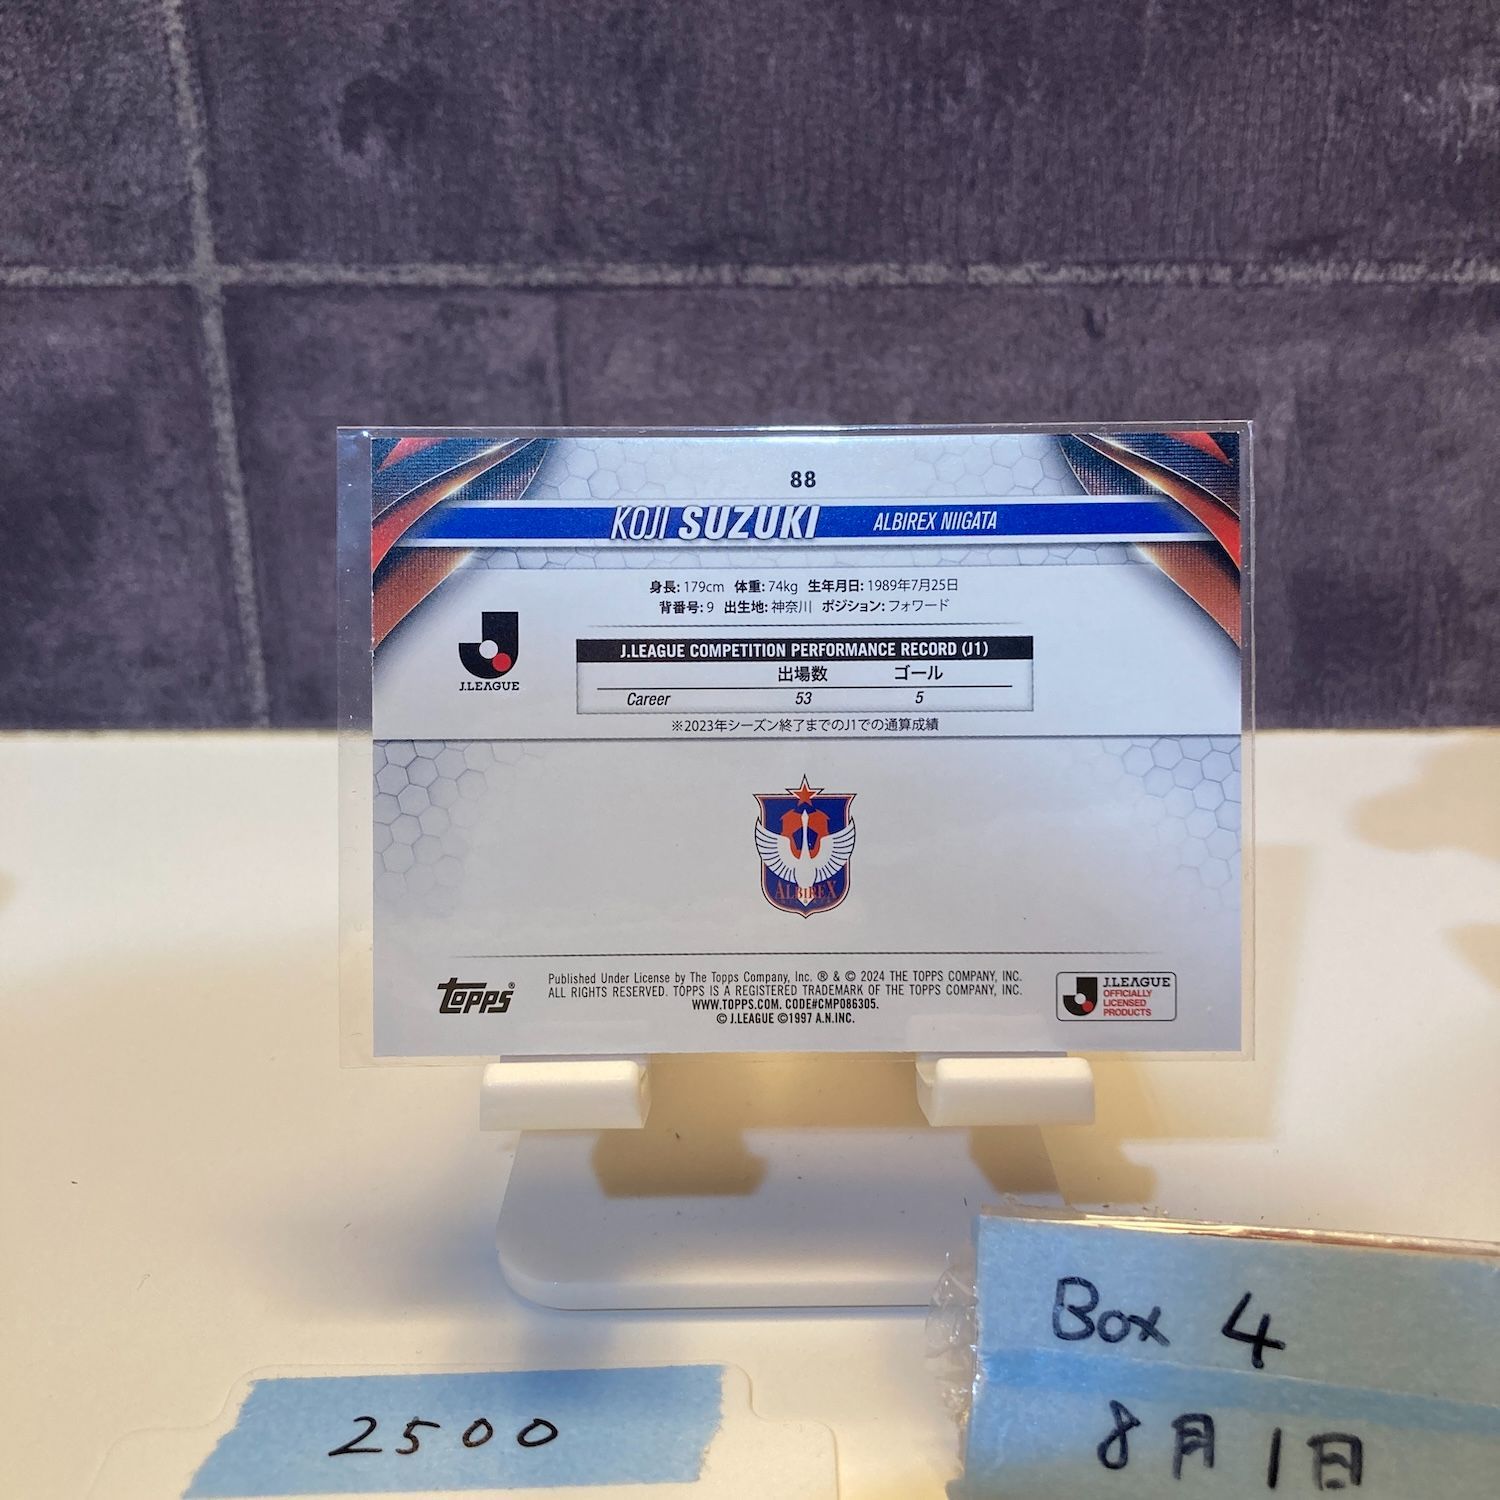 88
KOJI SUZUKI ALBIREX NIIGATA
身長: 179cm 体重: 74kg 生年月日: 1989年7月25日
背番号: 9 出生地: 神奈川 ポジション: フォワード
J.LEAGUE
J.LEAGUE COMPETITION PERFORMANCE RECORD (J1)
出場数 ゴール
Career 53 5
※2023年シーズン終了までのJ1での通算成績
ALBIREX
topps®
Published Under License by The Topps Company, Inc. ® & © 2024 THE TOPPS COMPANY, INC.
ALL RIGHTS RESERVED. TOPPS IS A REGISTERED TRADEMARK OF THE TOPPS COMPANY, INC.
WWW.TOPPS.COM. CODE#CMP086305.
© J.LEAGUE ©1997 A.N.INC.
J.LEAGUE
OFFICIALLY
LICENSED
PRODUCTS
Box 4
8月1日
2500